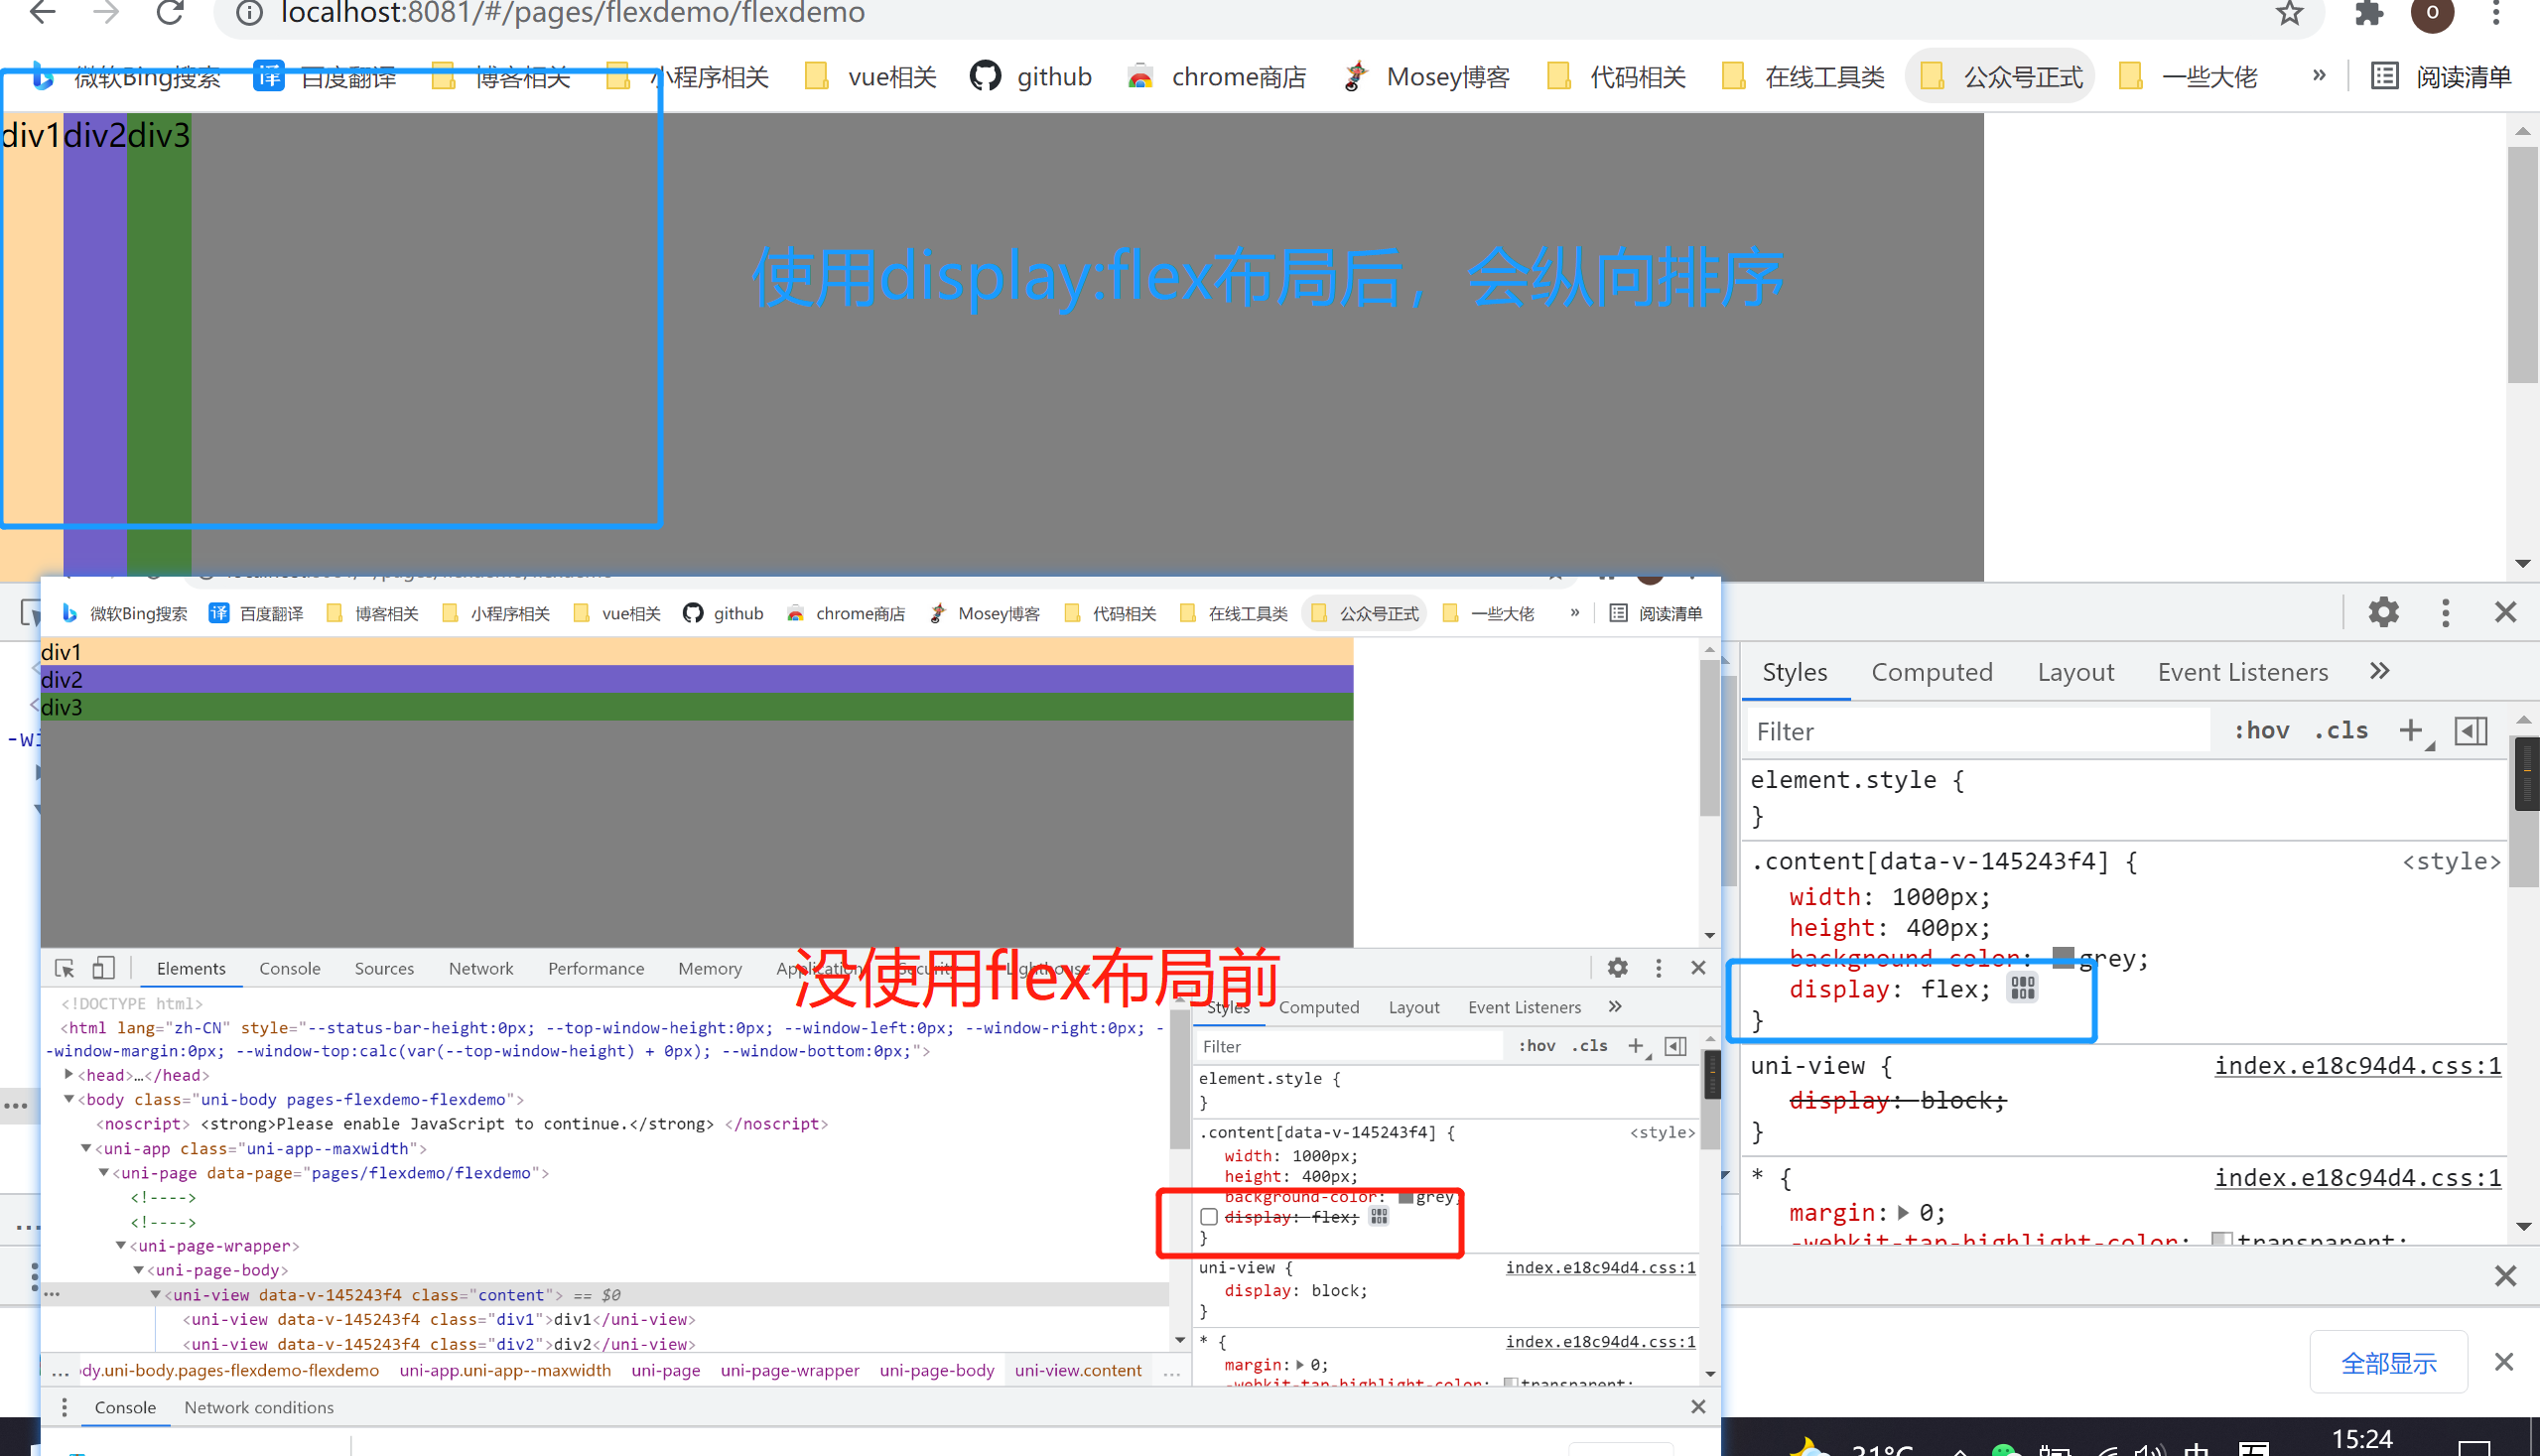 localhost:8081/#/pages/flexdemo/flexdemo
O
微软Bing搜索 译 百度翻译 博客相关 小程序相关 vue相关 github chrome商店 Mosey博客 代码相关 在线工具类 公众号正式 一些大佬 » 阅读清单
div1div2div3
使用display:flex布局后，会纵向排序
微软Bing搜索 译 百度翻译 博客相关 小程序相关 vue相关 github chrome商店 Mosey博客 代码相关 在线工具类 公众号正式 一些大佬 » 阅读清单
div1
div2
div3
没使用flex布局前
Elements Console Sources Network Performance Memory Application Security Lighthouse
<!DOCTYPE html>
<html lang="zh-CN" style="--status-bar-height:0px; --top-window-height:0px; --window-left:0px; --window-right:0px; -
-window-margin:0px; --window-top:calc(var(--top-window-height) + 0px); --window-bottom:0px;">
<head>…</head>
<body class="uni-body pages-flexdemo-flexdemo">
<noscript> <strong>Please enable JavaScript to continue.</strong> </noscript>
<uni-app class="uni-app--maxwidth">
<uni-page data-page="pages/flexdemo/flexdemo">
<!---->
<!---->
<uni-page-wrapper>
<uni-page-body>
<uni-view data-v-145243f4 class="content"> == $0
<uni-view data-v-145243f4 class="div1">div1</uni-view>
<uni-view data-v-145243f4 class="div2">div2</uni-view>
... dy.uni-body.pages-flexdemo-flexdemo uni-app.uni-app--maxwidth uni-page uni-page-wrapper uni-page-body uni-view.content ...
Console Network conditions
Styles Computed Layout Event Listeners »
Filter :hov .cls +
element.style {
}
.content[data-v-145243f4] { <style>
width: 1000px;
height: 400px;
background-color: grey;
display: flex;
}
uni-view { index.e18c94d4.css:1
display: block;
}
* { index.e18c94d4.css:1
margin: 0;
-webkit-tap-highlight-color: transparent;
Styles Computed Layout Event Listeners »
Filter :hov .cls +
element.style {
}
.content[data-v-145243f4] { <style>
width: 1000px;
height: 400px;
background-color: grey;
display: flex;
}
uni-view { index.e18c94d4.css:1
display: block;
}
* { index.e18c94d4.css:1
margin: 0;
-webkit-tap-highlight-color: transparent;
全部显示
31°C 中 15:24